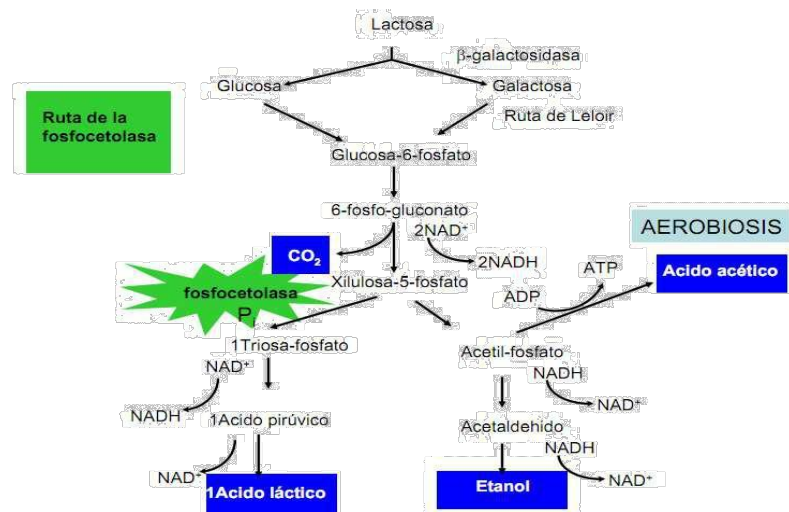 Lactosa
β-galactosidasa
Glucosa
Galactosa
Ruta de la
fosfocetolasa
Ruta de Leloir
Glucosa-6-fosfato
6-fosfo-gluconato
2NAD⁺
AEROBIOSIS
CO₂
2NADH
ATP
Acido acético
fosfocetolasa
Xilulosa-5-fosfato
ADP
Pᵢ
1Triosa-fosfato
Acetil-fosfato
NAD⁺
NADH
NAD⁺
NADH
1Acido pirúvico
Acetaldehido
NADH
NAD⁺
NAD⁺
1Acido láctico
Etanol